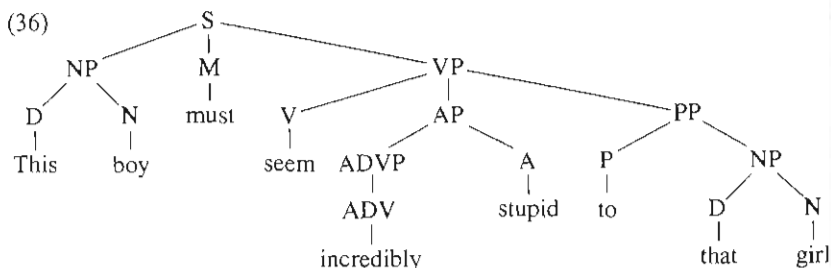 (36) S
NP M VP
D N must V AP PP
This boy seem ADVP A P NP
ADV stupid to D N
incredibly that girl